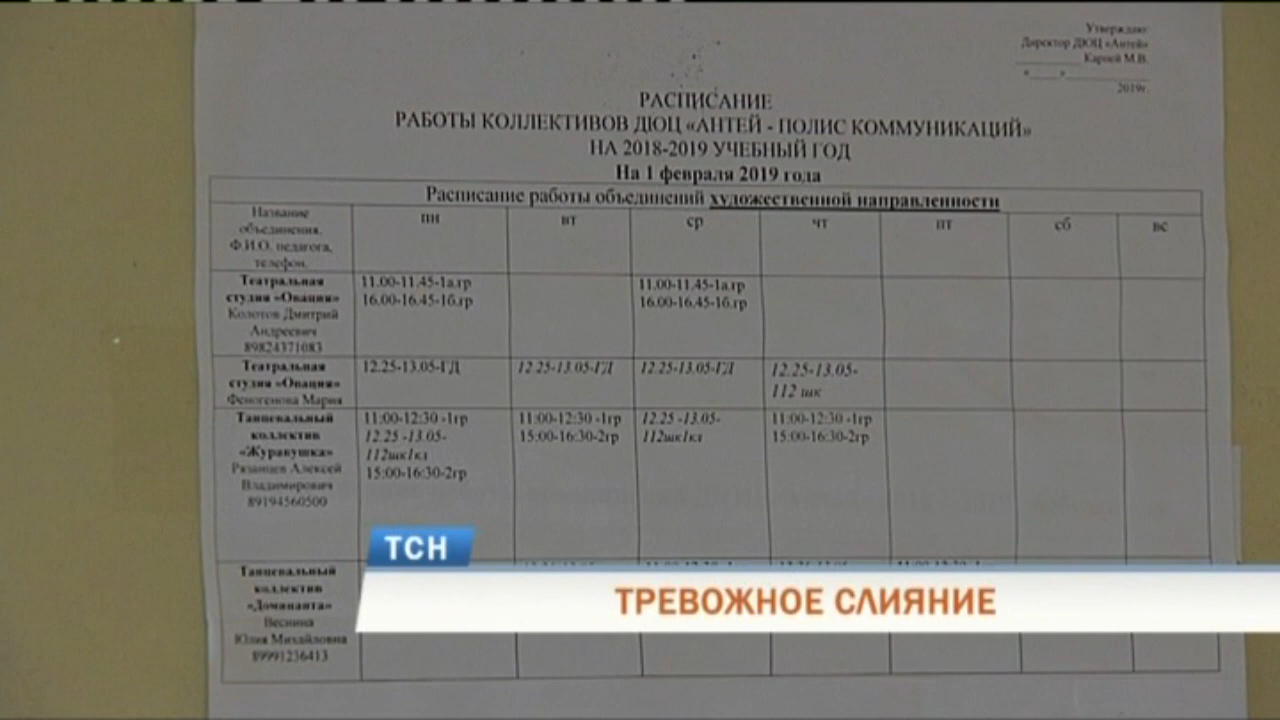 Утверждаю
Директор ДЮЦ «Антей»
М.В.
2019г.
РАСПИСАНИЕ
РАБОТЫ КОЛЛЕКТИВОВ ДЮЦ «АНТЕЙ - ПОЛИС КОММУНИКАЦИЙ»
НА 2018-2019 УЧЕБНЫЙ ГОД
На 1 февраля 2019 года
Расписание работы объединений художественной направленности
Название объединения. Ф.И.О. педагога, телефон. пн вт ср чт пт сб вс
Театральная 11.00-11.45-1а.гр 11.00-11.45-1а.гр
студия «Овация» 16.00-16.45-1б.гр 16.00-16.45-1б.гр
Колотов Дмитрий
Андреевич
89824371083
Театральная 12.25-13.05-ГД 12.25-13.05-ГД 12.25-13.05-ГД 12.25-13.05-
студия «Овация» 112 шк
Феногенова Мария
Танцевальный 11:00-12:30 -1гр 11:00-12:30 -1гр 12.25 -13.05- 11:00-12:30 -1гр
коллектив 12.25 -13.05- 15:00-16:30-2гр 112шк1кл 15:00-16:30-2гр
«Журавушка» 112шк1кл
Рязанцев Алексей 15:00-16:30-2гр
Владимирович
89194560500
Танцевальный
коллектив
«Доминанта»
Веснина
Юлия Михайловна
89991236413
ТСН
ТРЕВОЖНОЕ СЛИЯНИЕ